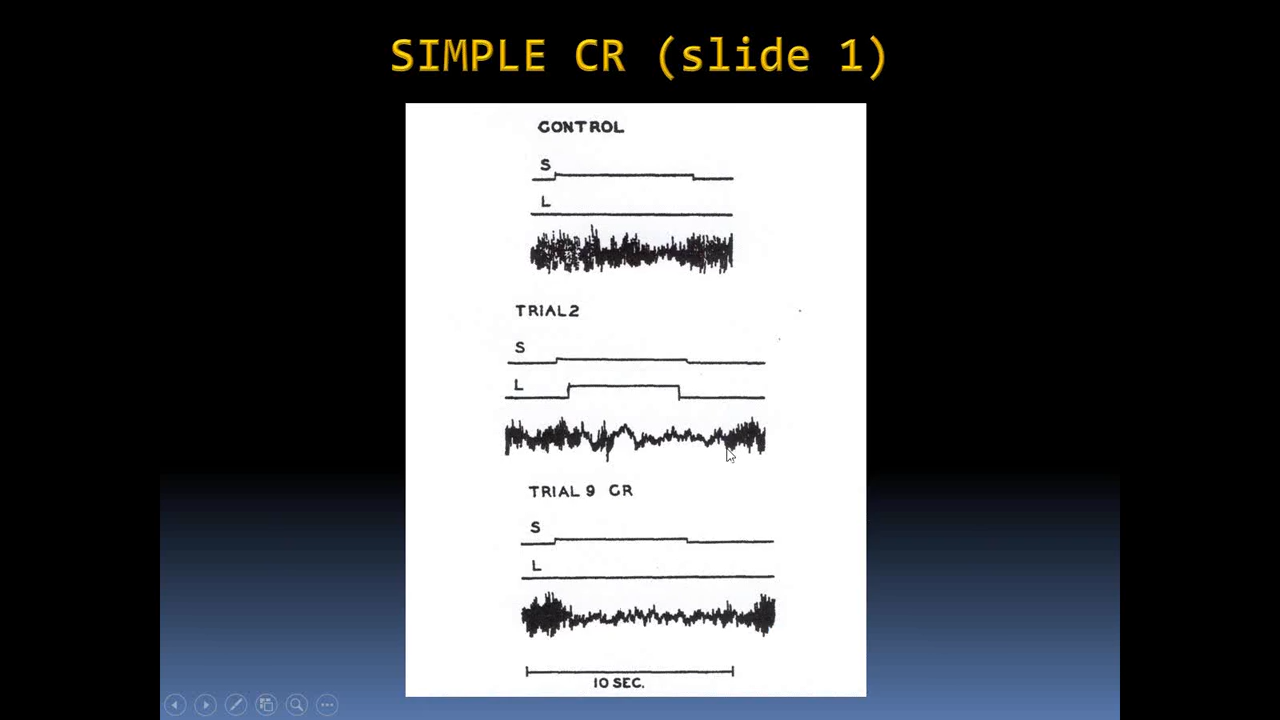 SIMPLE CR (slide 1)
CONTROL
S
L
TRIAL 2
S
L
TRIAL 9 CR
S
L
10 SEC.